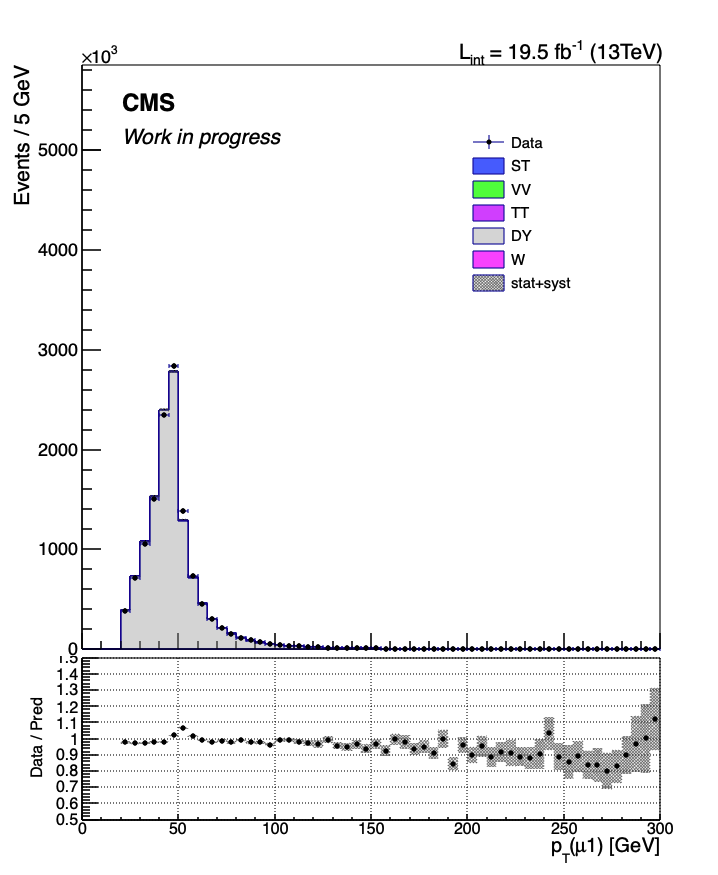 ×10³
L_int = 19.5 fb⁻¹ (13TeV)
Events / 5 GeV
CMS
Work in progress
Data
ST
VV
TT
DY
W
stat+syst
5000
4000
3000
2000
1000
0
Data / Pred
1.5
1.4
1.3
1.2
1.1
1
0.9
0.8
0.7
0.6
0.5
0 50 100 150 200 250 300
p_T(μ1) [GeV]